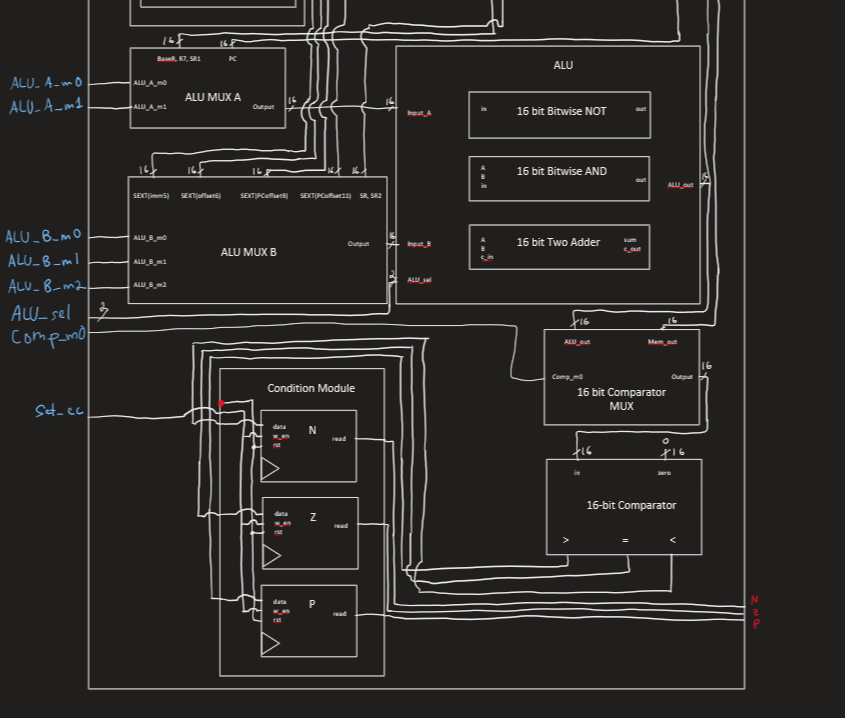 16
16
BaseR, R7, SR1
PC
ALU_A_m0
ALU_A_m0
ALU_A_m1
ALU_A_m1
ALU MUX A
Output
16
16
Input_A
ALU
in
16 bit Bitwise NOT
out
A
B
in
16 bit Bitwise AND
out
ALU_out
16
A
B
c_in
16 bit Two Adder
sum
c_out
16
16
16
16
16
SEXT(imm5)
SEXT(offset6)
SEXT(PCoffset9)
SEXT(PCoffset11)
SR, SR2
ALU_B_m0
ALU_B_m0
ALU_B_m1
ALU_B_m1
ALU_B_m2
ALU_B_m2
ALU MUX B
Output
16
Input_B
2
ALU_sel
ALU_sel
2
Comp_m0
16
16
ALU_out
Mem_out
Comp_m0
Output
16
16 bit Comparator
MUX
Set_cc
Condition Module
data
w_en
rst
N
read
data
w_en
rst
Z
read
data
w_en
rst
P
read
16
0
16
in
zero
16-bit Comparator
>
=
<
N
Z
P